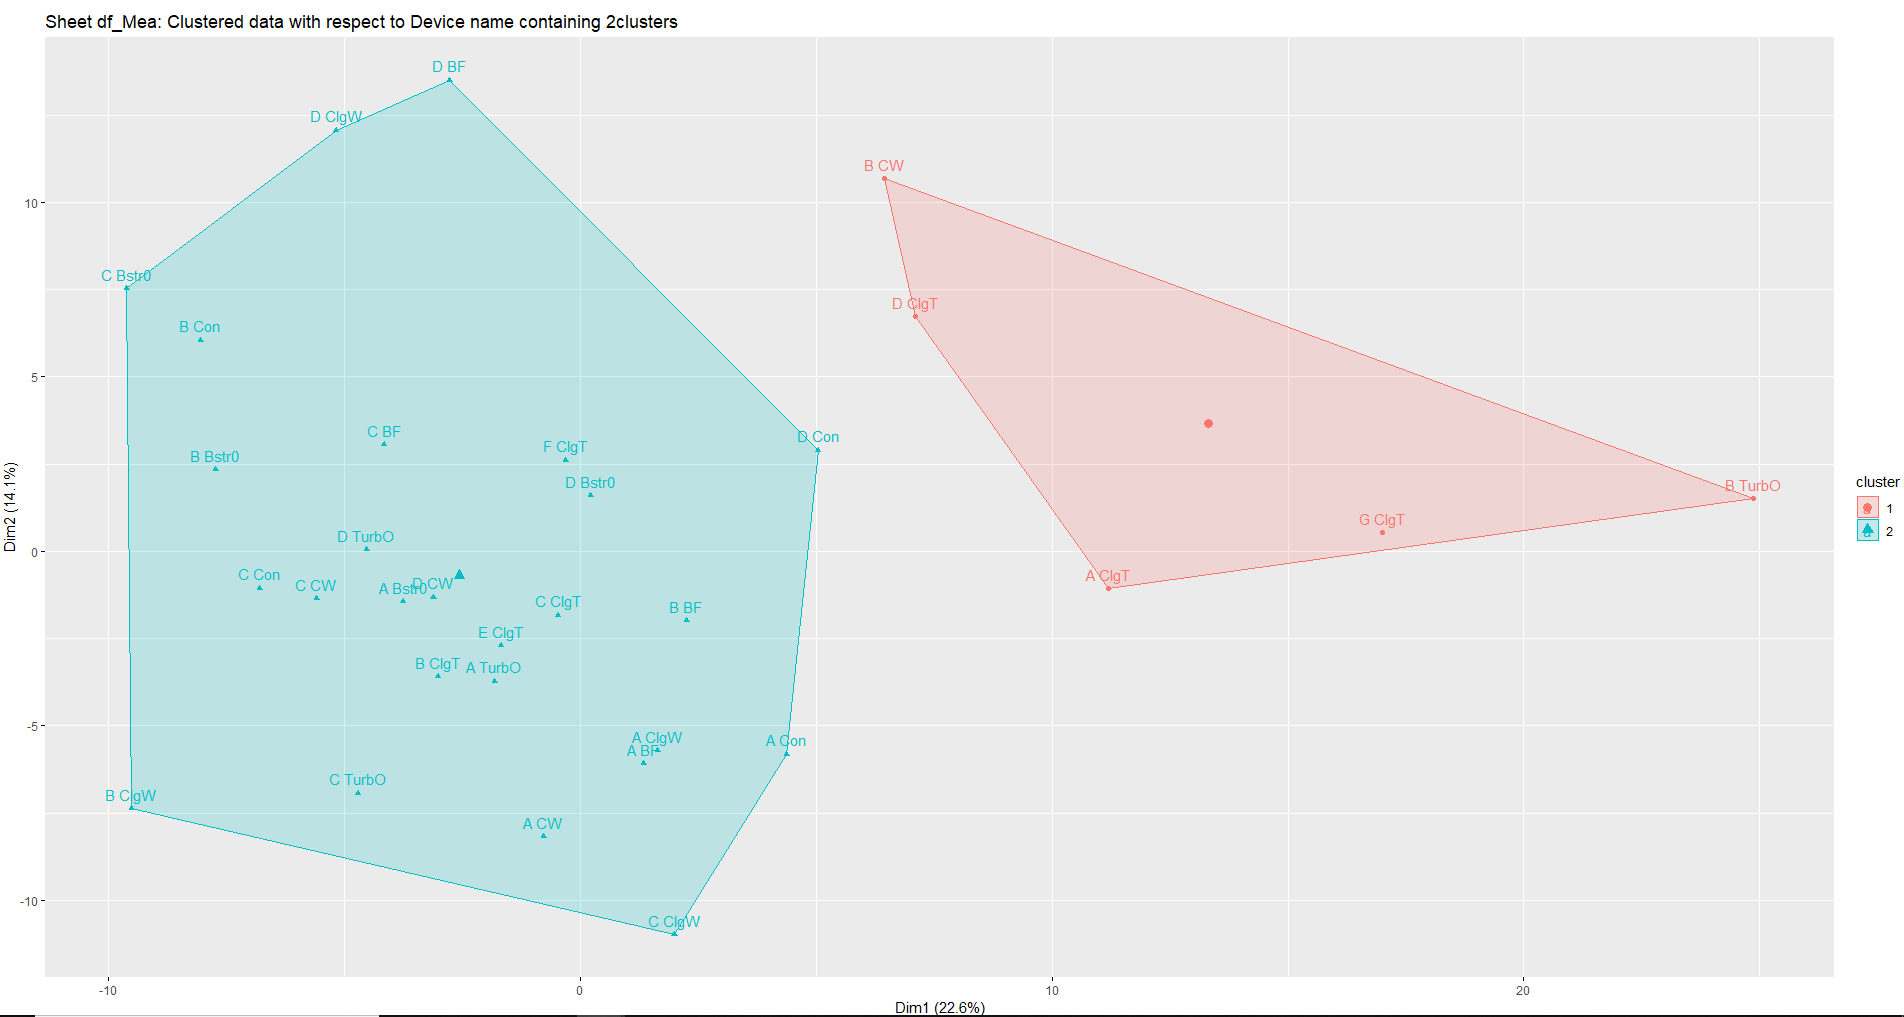 Sheet df_Mea: Clustered data with respect to Device name containing 2clusters
D BF
D ClgW
B CW
10
C Bstr0
D ClgT
B Con
5
C BF
D Con
F ClgT
B Bstr0
D Bstr0
B TurbO
cluster
1
2
G ClgT
Dim2 (14.1%)
D TurbO
0
C Con
C CW
A Bstr0
D CW
A ClgT
C ClgT
B BF
E ClgT
B ClgT
A TurbO
-5
A ClgW
A BF
A Con
C TurbO
B ClgW
A CW
-10
C ClgW
-10
0
10
20
Dim1 (22.6%)